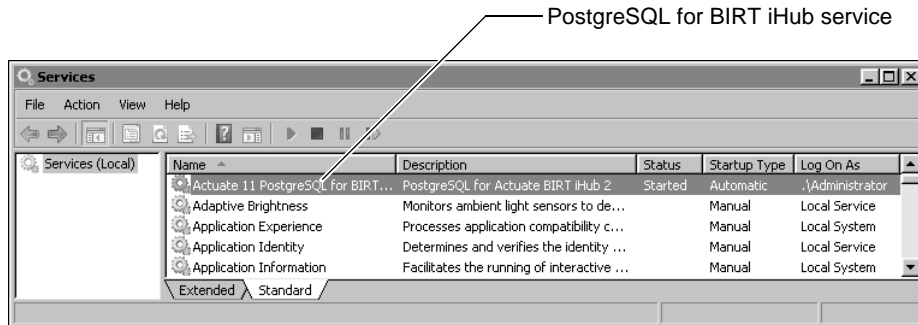 PostgreSQL for BIRT iHub service
Services
File Action View Help
Services (Local)
Name Description Status Startup Type Log On As
Actuate 11 PostgreSQL for BIRT... PostgreSQL for Actuate BIRT iHub 2 Started Automatic .\Administrator
Adaptive Brightness Monitors ambient light sensors to de... Manual Local Service
Application Experience Processes application compatibility c... Manual Local System
Application Identity Determines and verifies the identity ... Manual Local Service
Application Information Facilitates the running of interactive ... Manual Local System
Extended Standard